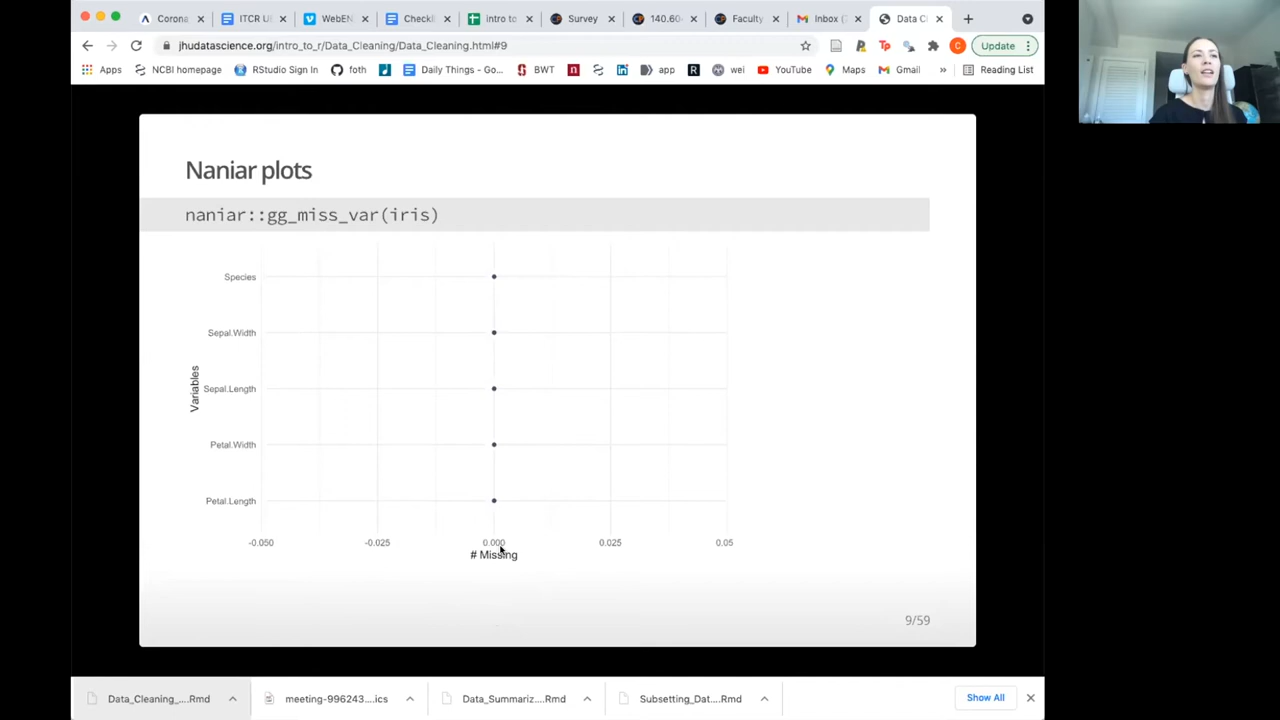 Corona
ITCR U
WebEN
Checkl
intro to
Survey
140.60
Faculty
Inbox (
Data Cl
jhudatascience.org/intro_to_r/Data_Cleaning/Data_Cleaning.html#9
Update
Apps
NCBI homepage
RStudio Sign In
foth
Daily Things - Go...
BWT
app
wei
YouTube
Maps
Gmail
»
Reading List
Naniar plots
naniar::gg_miss_var(iris)
Species
Sepal.Width
Sepal.Length
Petal.Width
Petal.Length
Variables
-0.050
-0.025
0.000
0.025
0.05
# Missing
9/59
Data_Cleaning_....Rmd
meeting-996243....ics
Data_Summariz....Rmd
Subsetting_Dat....Rmd
Show All